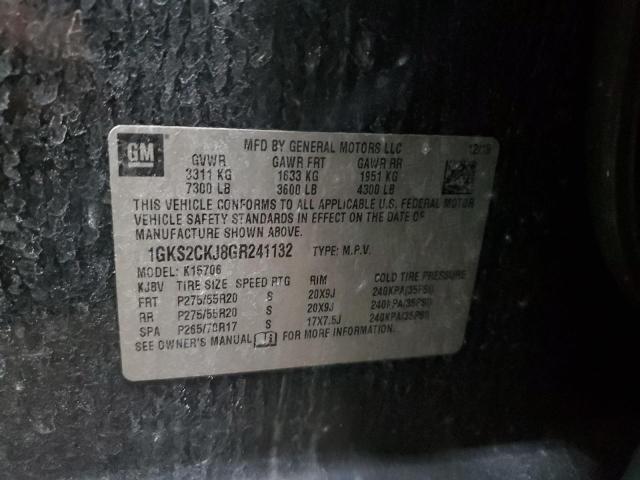 GM
MFD BY GENERAL MOTORS LLC
GVWR GAWR FRT GAWR RR
3311 KG 1633 KG 1951 KG
7300 LB 3600 LB 4300 LB
THIS VEHICLE CONFORMS TO ALL APPLICABLE U.S. FEDERAL MOTOR
VEHICLE SAFETY STANDARDS IN EFFECT ON THE DATE OF
MANUFACTURE SHOWN ABOVE.
1GKS2CKJ8GR241132 TYPE: M.P.V.
MODEL: K15706
KJBV TIRE SIZE SPEED RTG RIM COLD TIRE PRESSURE
FRT P275/55R20 S 20X9J 240KPA(35PSI)
RR P275/55R20 S 20X9J 240KPA(35PSI)
SPA P265/70R17 S 17X7.5J 240KPA(35PSI)
SEE OWNER'S MANUAL FOR MORE INFORMATION.